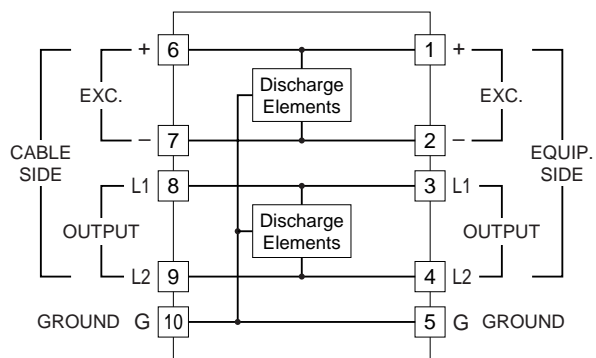 + 6 1 +
Discharge
Elements
EXC. EXC.
– 7 2 –
CABLE
SIDE
EQUIP.
SIDE
L1 8 3 L1
Discharge
Elements
OUTPUT OUTPUT
L2 9 4 L2
GROUND G 10 5 G GROUND